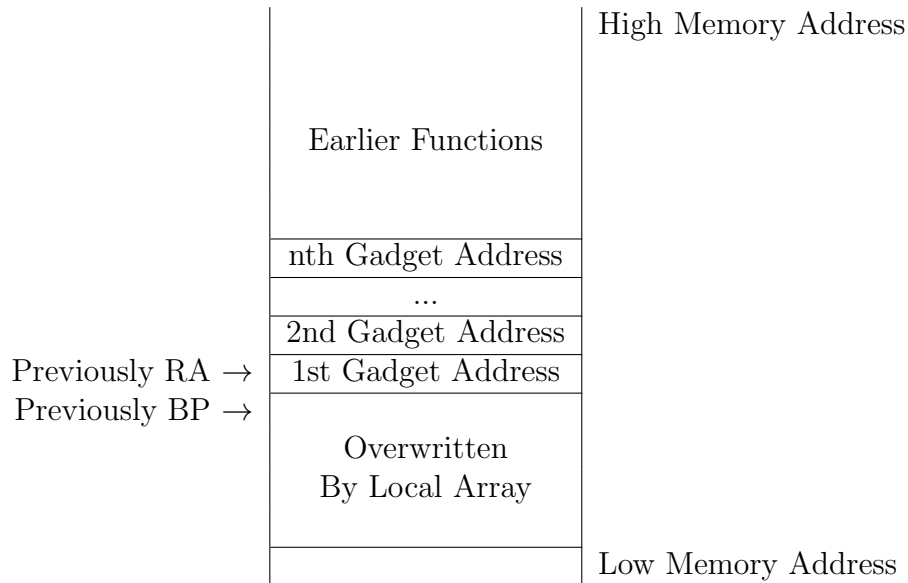 High Memory Address
Earlier Functions
nth Gadget Address
...
2nd Gadget Address
Previously RA → 1st Gadget Address
Previously BP →
Overwritten
By Local Array
Low Memory Address